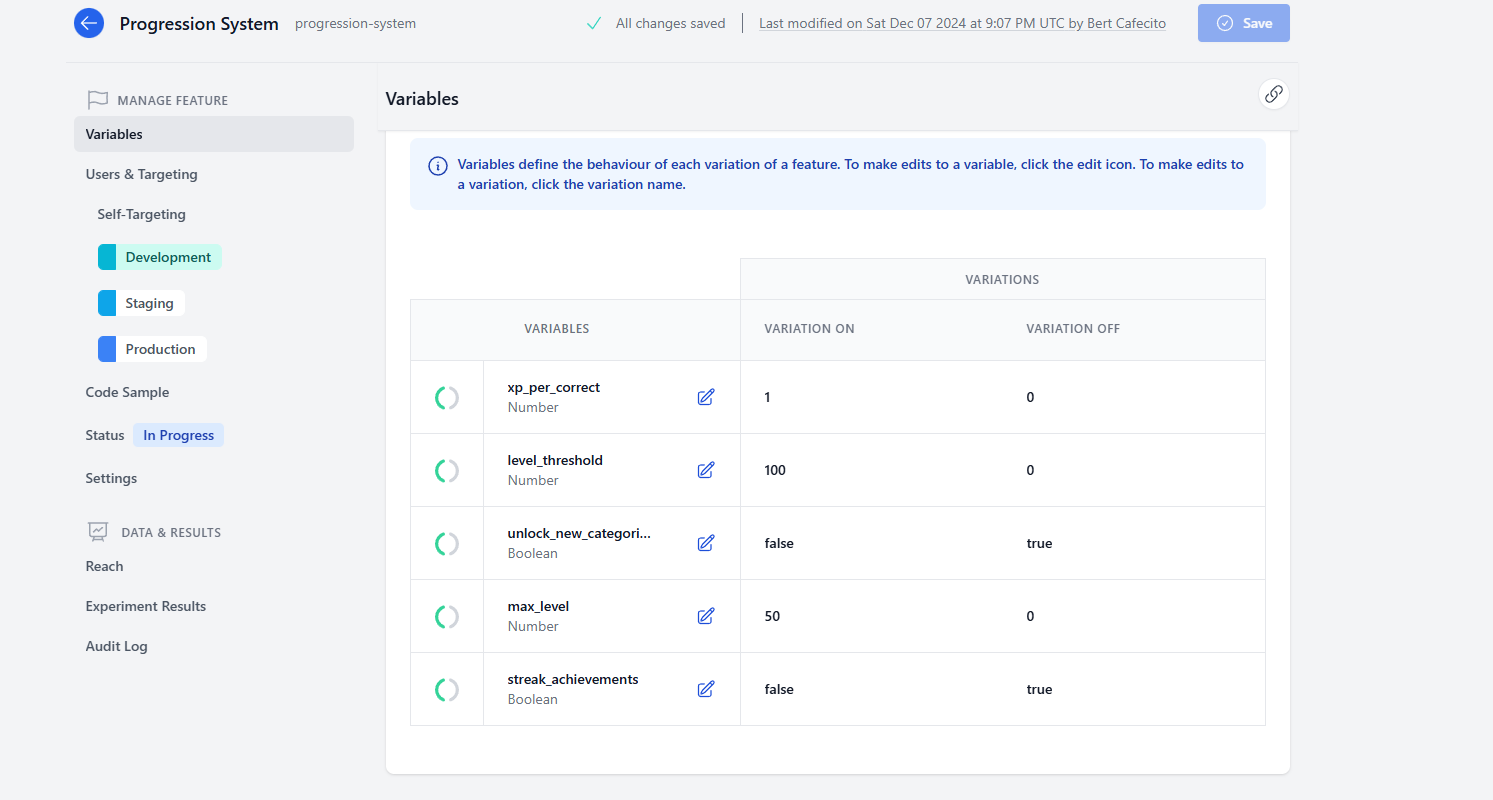 Progression System progression-system All changes saved Last modified on Sat Dec 07 2024 at 9:07 PM UTC by Bert Cafecito Save
MANAGE FEATURE
Variables
Users & Targeting
Self-Targeting
Development
Staging
Production
Code Sample
Status In Progress
Settings
DATA & RESULTS
Reach
Experiment Results
Audit Log
Variables
Variables define the behaviour of each variation of a feature. To make edits to a variable, click the edit icon. To make edits to
a variation, click the variation name.
VARIATIONS
VARIABLES VARIATION ON VARIATION OFF
xp_per_correct
Number
1 0
level_threshold
Number
100 0
unlock_new_categori...
Boolean
false true
max_level
Number
50 0
streak_achievements
Boolean
false true